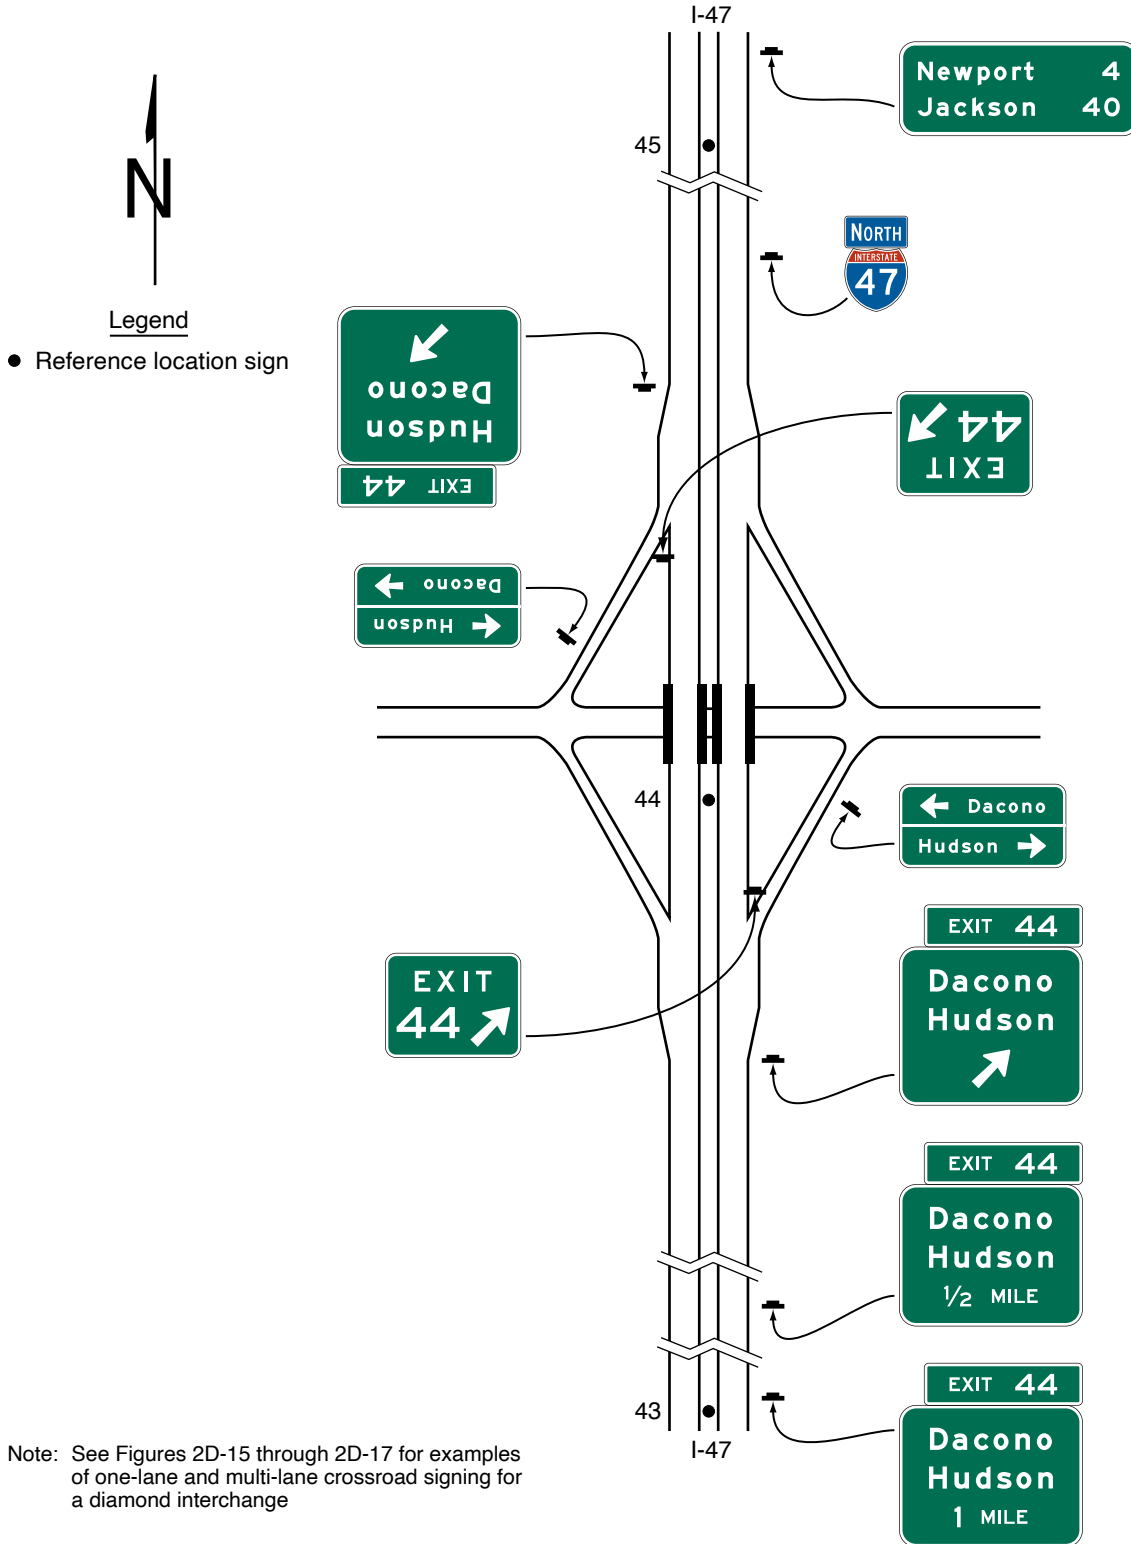 I-47
Newport 4
Jackson 40
45
N
NORTH
INTERSTATE
47
Legend
● Reference location sign
Dacono
Hudson
EXIT 44
EXIT
44
Dacono
Hudson
44
Dacono
Hudson
EXIT 44
Dacono
Hudson
EXIT
44
EXIT 44
Dacono
Hudson
1/2 MILE
EXIT 44
Dacono
Hudson
1 MILE
43
I-47
Note: See Figures 2D-15 through 2D-17 for examples
of one-lane and multi-lane crossroad signing for
a diamond interchange